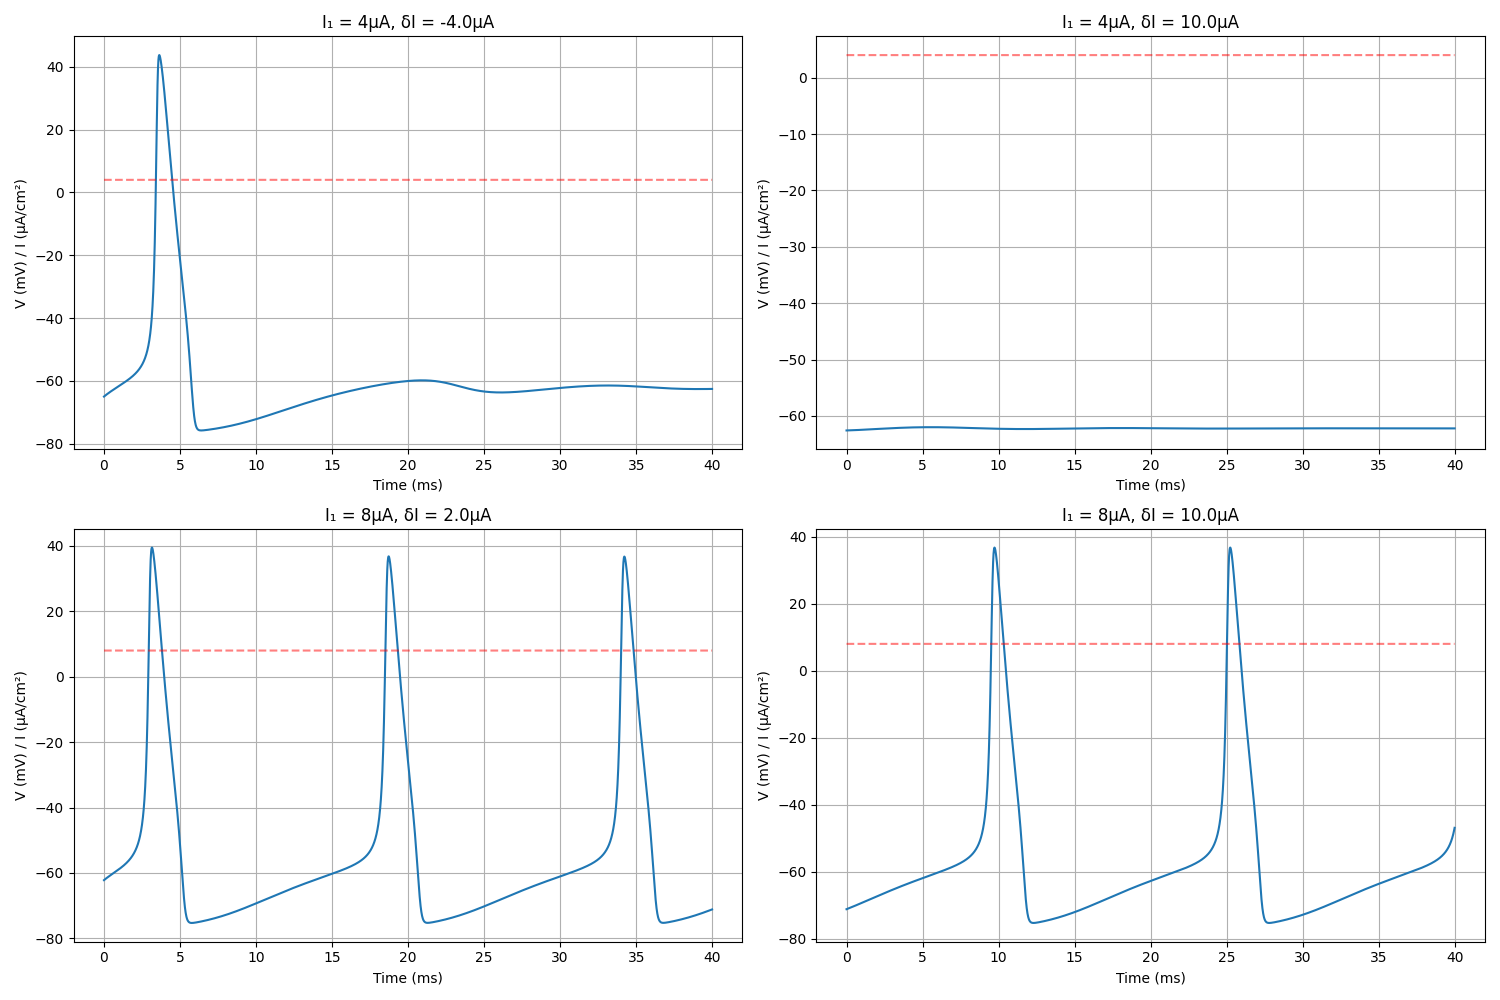 I₁ = 4μA, δI = -4.0μA
V (mV) / I (μA/cm²)
40
20
0
−20
−40
−60
−80
0 5 10 15 20 25 30 35 40
Time (ms)
I₁ = 4μA, δI = 10.0μA
V (mV) / I (μA/cm²)
0
−10
−20
−30
−40
−50
−60
0 5 10 15 20 25 30 35 40
Time (ms)
I₁ = 8μA, δI = 2.0μA
V (mV) / I (μA/cm²)
40
20
0
−20
−40
−60
−80
0 5 10 15 20 25 30 35 40
Time (ms)
I₁ = 8μA, δI = 10.0μA
V (mV) / I (μA/cm²)
40
20
0
−20
−40
−60
−80
0 5 10 15 20 25 30 35 40
Time (ms)